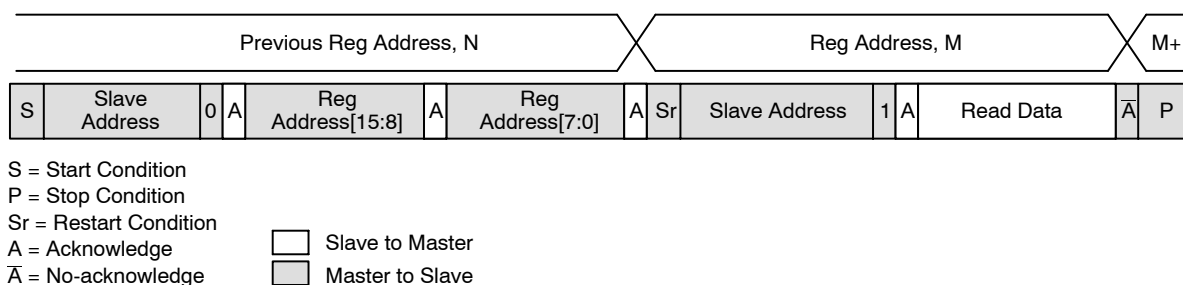 Previous Reg Address, N Reg Address, M M+
S Slave Address 0 A Reg Address[15:8] A Reg Address[7:0] A Sr Slave Address 1 A Read Data A̅ P
S = Start Condition
P = Stop Condition
Sr = Restart Condition
A = Acknowledge
A̅ = No-acknowledge
Slave to Master
Master to Slave